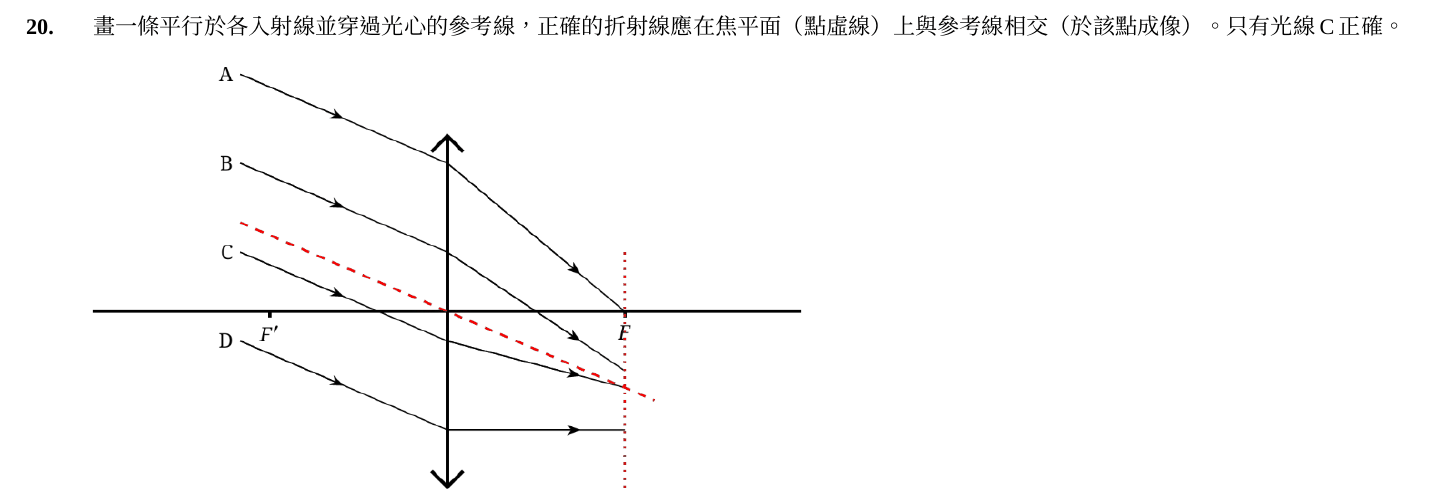 20. 畫一條平行於各入射線並穿過光心的參考線，正確的折射線應在焦平面（點虛線）上與參考線相交（於該點成像）。只有光線 C 正確。
A
B
C
F′
F
D